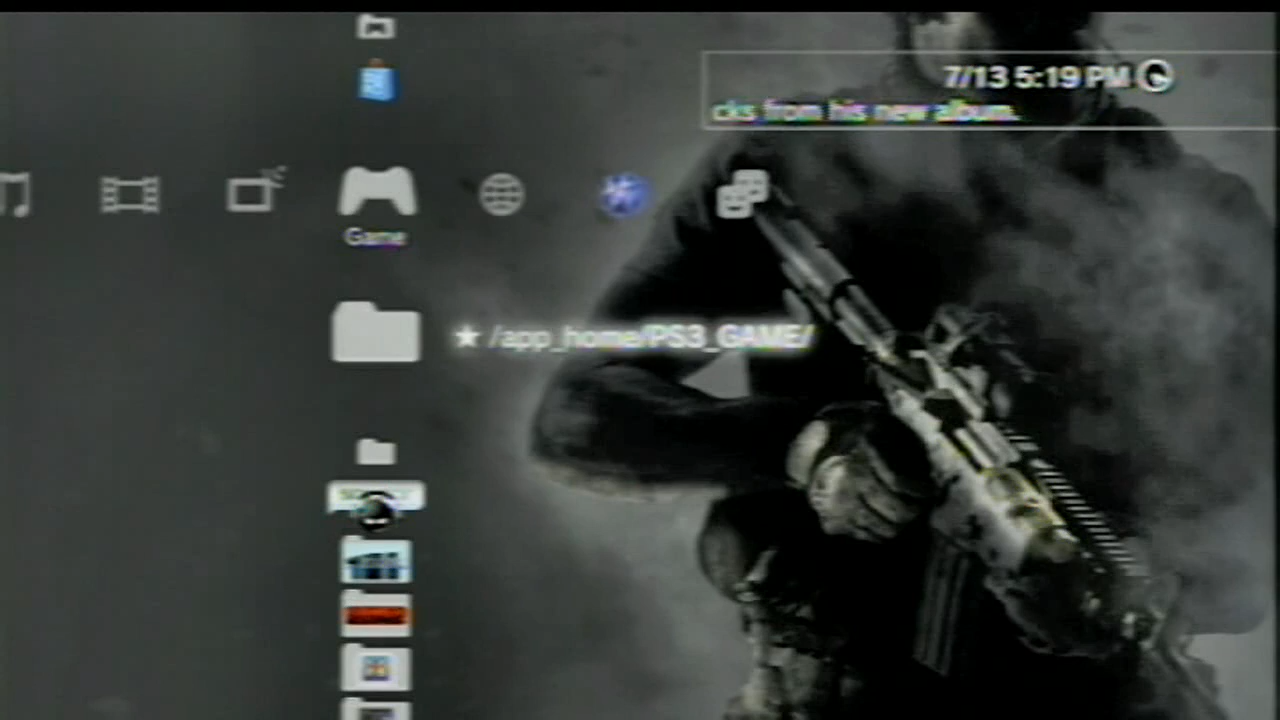 7/13 5:19 PM
cks from his new album.
Game
★ /app_home/PS3_GAME/